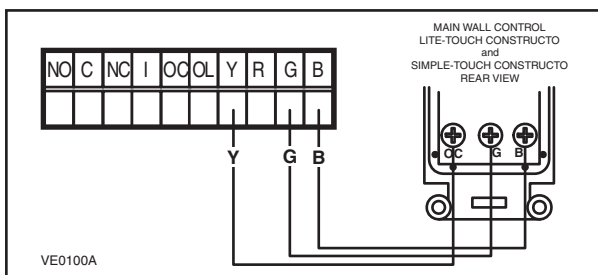 MAIN WALL CONTROL
LITE-TOUCH CONSTRUCTO
and
SIMPLE-TOUCH CONSTRUCTO
REAR VIEW
NO C NC I OC OL Y R G B
OC G B
Y G B
VE0100A